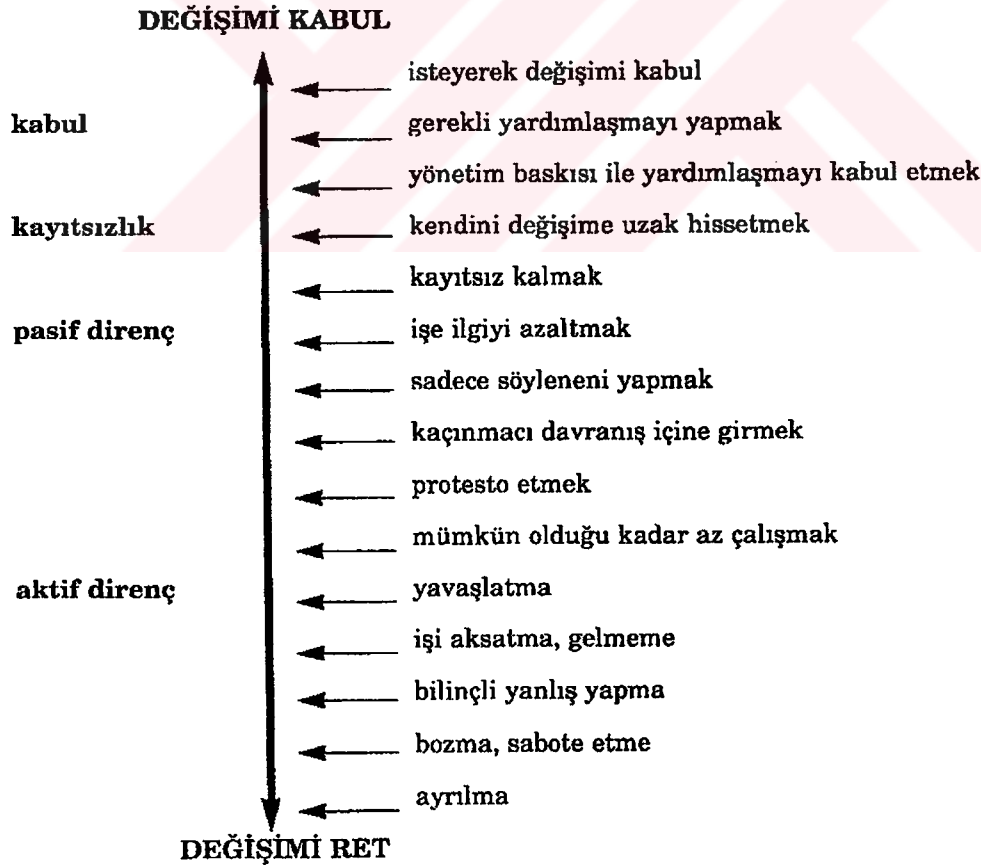 DEĞİŞİMİ KABUL
isteyerek değişimi kabul
kabul
gerekli yardımlaşmayı yapmak
yönetim baskısı ile yardımlaşmayı kabul etmek
kayıtsızlık
kendini değişime uzak hissetmek
kayıtsız kalmak
pasif direnç
işe ilgiyi azaltmak
sadece söyleneni yapmak
kaçınmacı davranış içine girmek
protesto etmek
mümkün olduğu kadar az çalışmak
aktif direnç
yavaşlatma
işi aksatma, gelmeme
bilinçli yanlış yapma
bozma, sabote etme
ayrılma
DEĞİŞİMİ RET